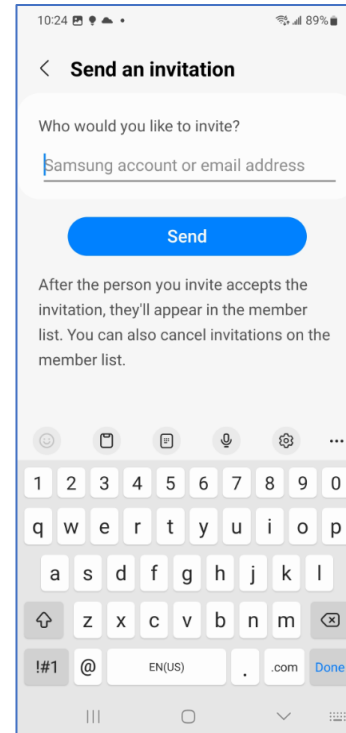 10:24 89%
Send an invitation
Who would you like to invite?
Samsung account or email address
Send
After the person you invite accepts the
invitation, they'll appear in the member
list. You can also cancel invitations on the
member list.
1 2 3 4 5 6 7 8 9 0
q w e r t y u i o p
a s d f g h j k l
z x c v b n m
!#1 @ EN(US) . .com Done